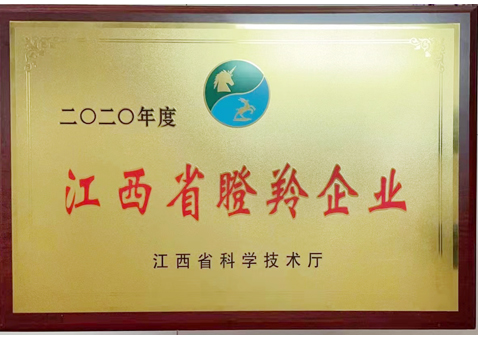 二〇二〇年度
江西省瞪羚企业
江西省科学技术厅